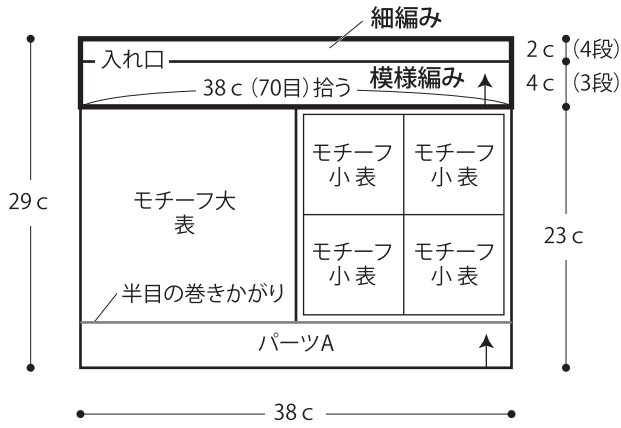 細編み
2c（4段）
入れ口
模様編み
4c（3段）
38c（70目）拾う
29c
モチーフ大
表
モチーフ
小 表
モチーフ
小 表
モチーフ
小 表
モチーフ
小 表
23c
半目の巻きかがり
パーツA
38c